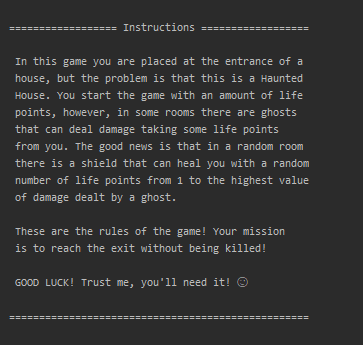 ================== Instructions ==================
In this game you are placed at the entrance of a
house, but the problem is that this is a Haunted
House. You start the game with an amount of life
points, however, in some rooms there are ghosts
that can deal damage taking some life points
from you. The good news is that in a random room
there is a shield that can heal you with a random
number of life points from 1 to the highest value
of damage dealt by a ghost.
These are the rules of the game! Your mission
is to reach the exit without being killed!
GOOD LUCK! Trust me, you'll need it! ☺
==================================================